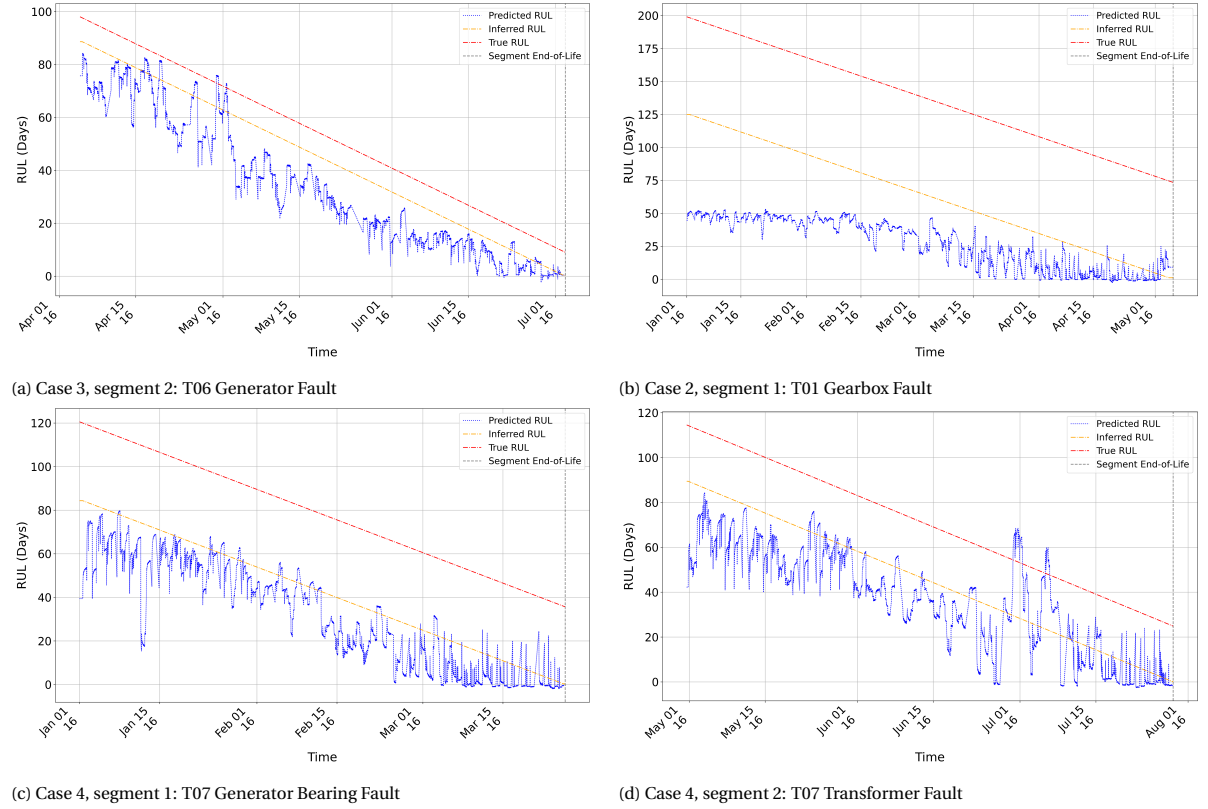 100
80
60
40
20
0
RUL (Days)
Predicted RUL
Inferred RUL
True RUL
Segment End-of-Life
Apr 01
16
Apr 15
16
May 01
16
May 15
16
Jun 01
16
Jun 15
16
Jul 01
16
Time
(a) Case 3, segment 2: T06 Generator Fault
200
175
150
125
100
75
50
25
0
RUL (Days)
Predicted RUL
Inferred RUL
True RUL
Segment End-of-Life
Jan 01
16
Jan 15
16
Feb 01
16
Feb 15
16
Mar 01
16
Mar 15
16
Apr 01
16
Apr 15
16
May 01
16
Time
(b) Case 2, segment 1: T01 Gearbox Fault
120
100
80
60
40
20
0
RUL (Days)
Predicted RUL
Inferred RUL
True RUL
Segment End-of-Life
Jan 01
16
Jan 15
16
Feb 01
16
Feb 15
16
Mar 01
16
Mar 15
16
Time
(c) Case 4, segment 1: T07 Generator Bearing Fault
120
100
80
60
40
20
0
RUL (Days)
Predicted RUL
Inferred RUL
True RUL
Segment End-of-Life
May 01
16
May 15
16
Jun 01
16
Jun 15
16
Jul 01
16
Jul 15
16
Aug 01
16
Time
(d) Case 4, segment 2: T07 Transformer Fault